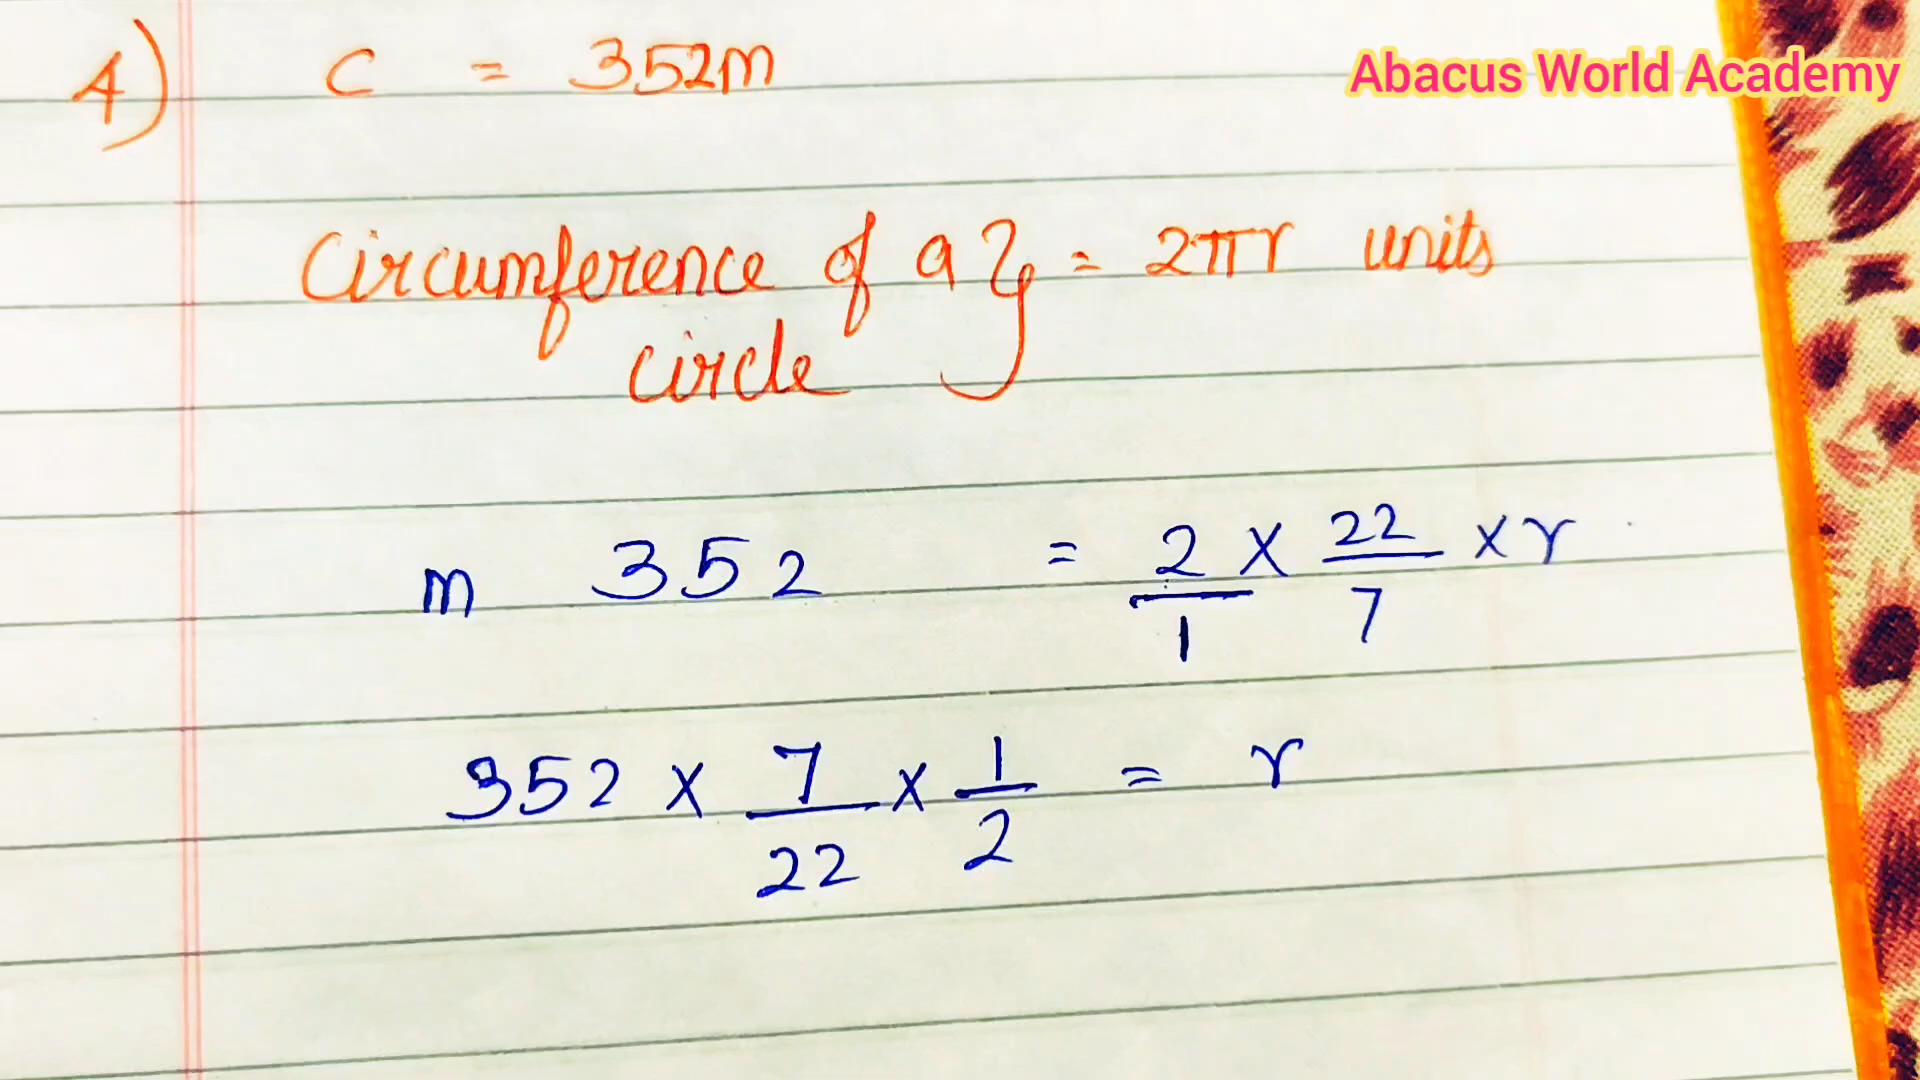 Abacus World Academy
4) C = 352m
Circumference of a } = 2πr units
circle
m 352 = 2/1 × 22/7 × r
352 × 7/22 × 1/2 = r